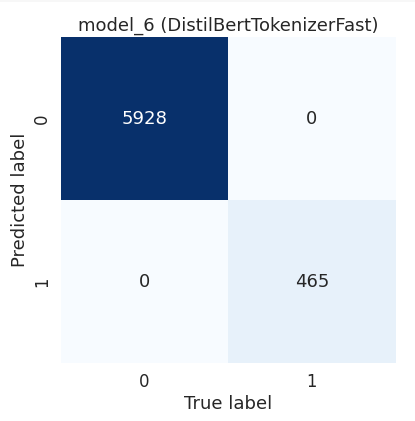 model_6 (DistilBertTokenizerFast)
Predicted label
0
5928
0
1
0
465
0
1
True label